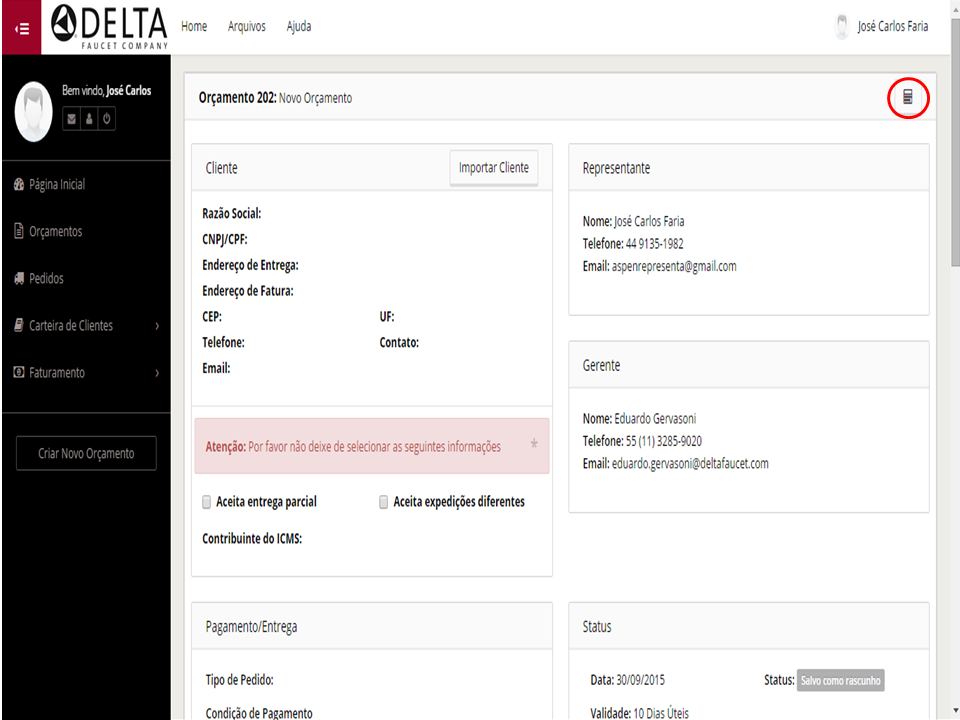 DELTA
FAUCET COMPANY
Home Arquivos Ajuda
José Carlos Faria
Bem vindo, José Carlos
Página Inicial
Orçamentos
Pedidos
Carteira de Clientes
Faturamento
Criar Novo Orçamento
Orçamento 202: Novo Orçamento
Cliente
Importar Cliente
Razão Social:
CNPJ/CPF:
Endereço de Entrega:
Endereço de Fatura:
CEP: UF:
Telefone: Contato:
Email:
Atenção: Por favor não deixe de selecionar as seguintes informações *
Aceita entrega parcial Aceita expedições diferentes
Contribuinte do ICMS:
Representante
Nome: José Carlos Faria
Telefone: 44 9135-1982
Email: aspenrepresenta@gmail.com
Gerente
Nome: Eduardo Gervasoni
Telefone: 55 (11) 3285-9020
Email: eduardo.gervasoni@deltafaucet.com
Pagamento/Entrega
Tipo de Pedido:
Condição de Pagamento
Status
Data: 30/09/2015 Status: Salvo como rascunho
Validade: 10 Dias Úteis